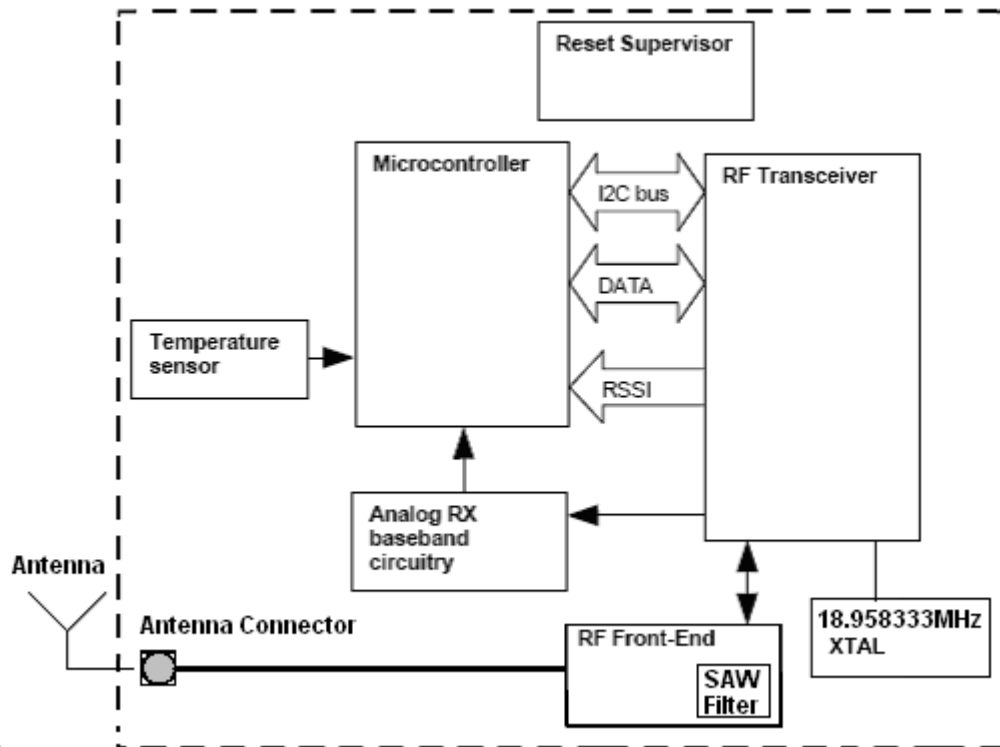 Reset Supervisor
Microcontroller
RF Transceiver
I2C bus
DATA
Temperature
sensor
RSSI
Analog RX
baseband
circuitry
Antenna
Antenna Connector
RF Front-End
SAW
Filter
18.958333MHz
XTAL